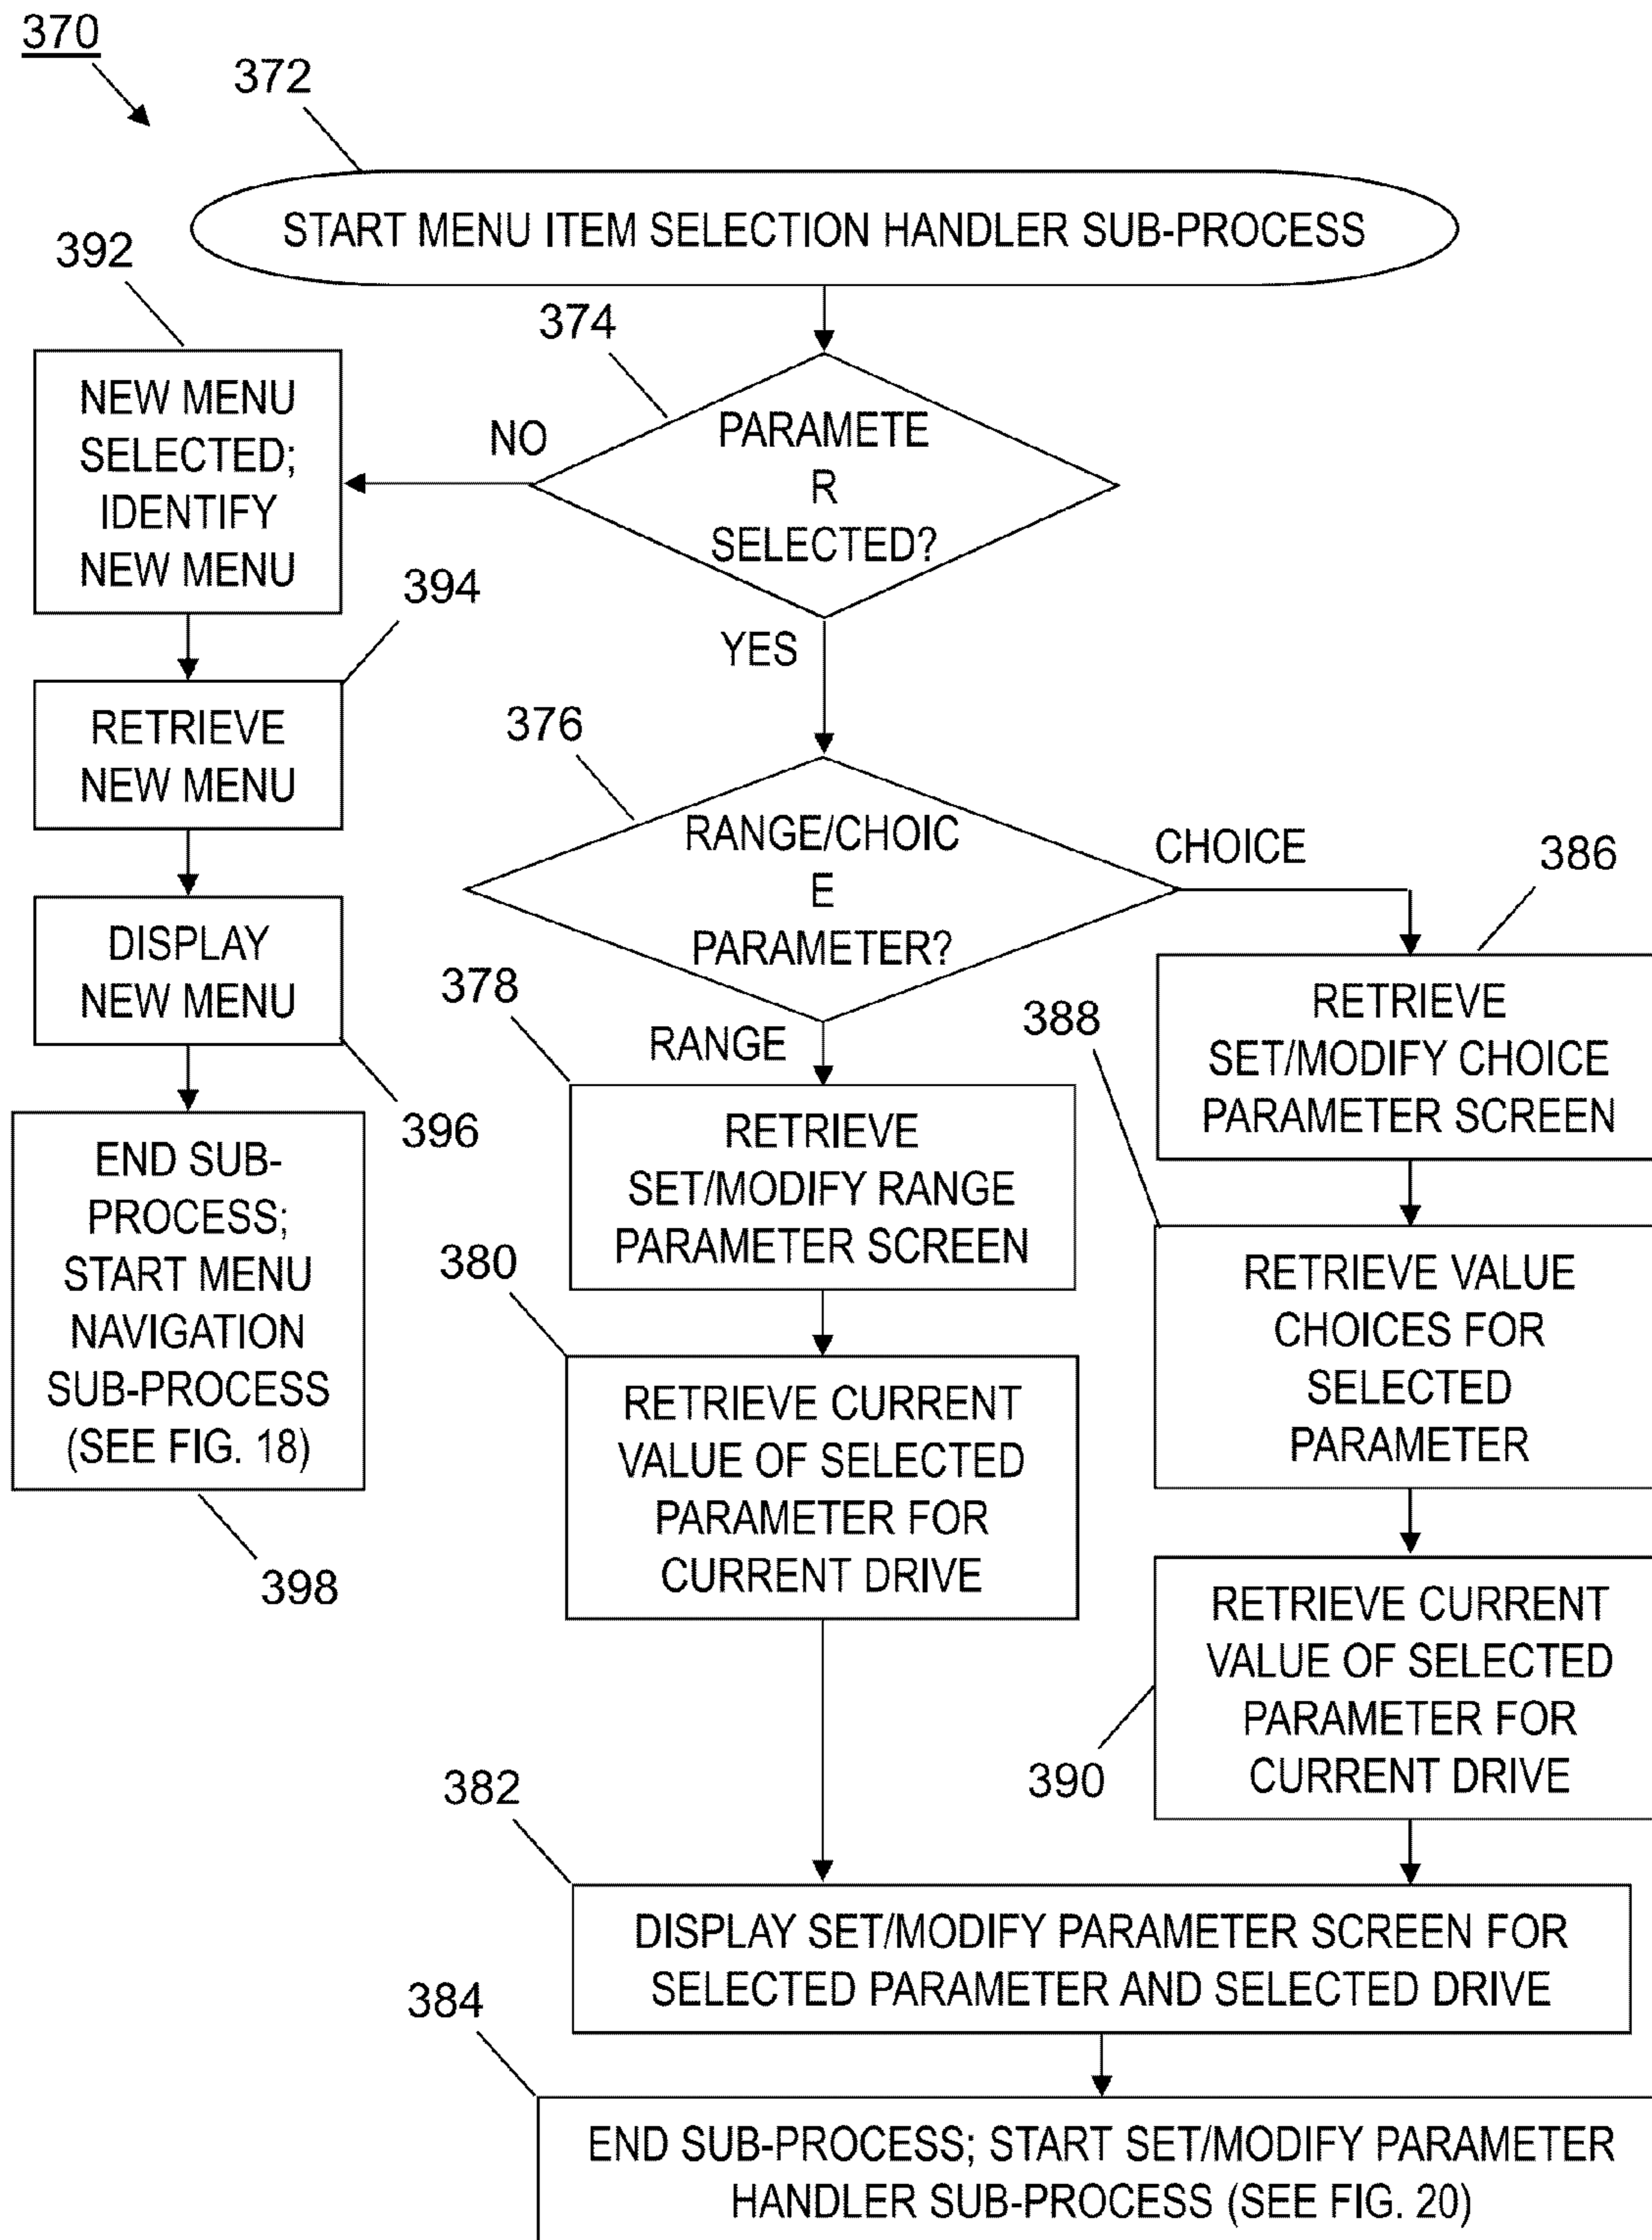 370
372
START MENU ITEM SELECTION HANDLER SUB-PROCESS
392
374
NEW MENU
SELECTED;
IDENTIFY
NEW MENU
NO
PARAMETE
R
SELECTED?
YES
394
RETRIEVE
NEW MENU
376
RANGE/CHOIC
E
PARAMETER?
CHOICE
386
DISPLAY
NEW MENU
396
378
RANGE
388
RETRIEVE
SET/MODIFY CHOICE
PARAMETER SCREEN
RETRIEVE
SET/MODIFY RANGE
PARAMETER SCREEN
END SUB-
PROCESS;
START MENU
NAVIGATION
SUB-PROCESS
(SEE FIG. 18)
398
380
RETRIEVE VALUE
CHOICES FOR
SELECTED
PARAMETER
RETRIEVE CURRENT
VALUE OF SELECTED
PARAMETER FOR
CURRENT DRIVE
RETRIEVE CURRENT
VALUE OF SELECTED
PARAMETER FOR
CURRENT DRIVE
390
382
DISPLAY SET/MODIFY PARAMETER SCREEN FOR
SELECTED PARAMETER AND SELECTED DRIVE
384
END SUB-PROCESS; START SET/MODIFY PARAMETER
HANDLER SUB-PROCESS (SEE FIG. 20)